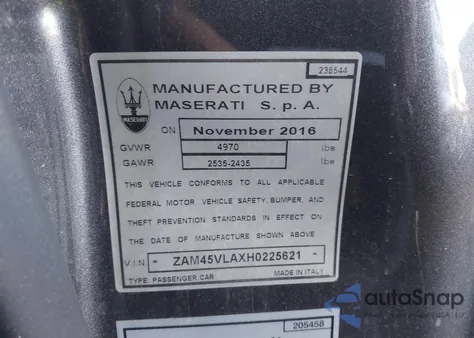 238544
MASERATI
MANUFACTURED BY
MASERATI S.p.A.
ON November 2016
GVWR 4970 lbs
GAWR 2535-2435 lbs
THIS VEHICLE CONFORMS TO ALL APPLICABLE
FEDERAL MOTOR VEHICLE SAFETY, BUMPER, AND
THEFT PREVENTION STANDARDS IN EFFECT ON
THE DATE OF MANUFACTURE SHOWN ABOVE
V.I.N. - ZAM45VLAXH0225621 -
TYPE: PASSENGER CAR MADE IN ITALY
205458
autoSnap